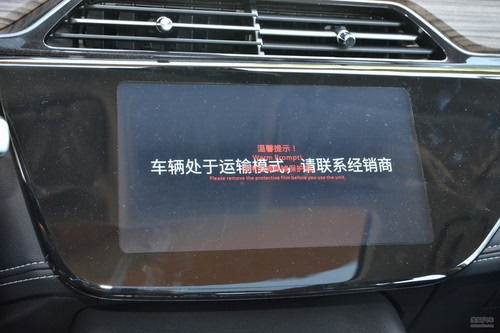 温馨提示！
Warm Prompt!
车辆处于运输模式，请联系经销商
Please remove the protective film before you use the unit.